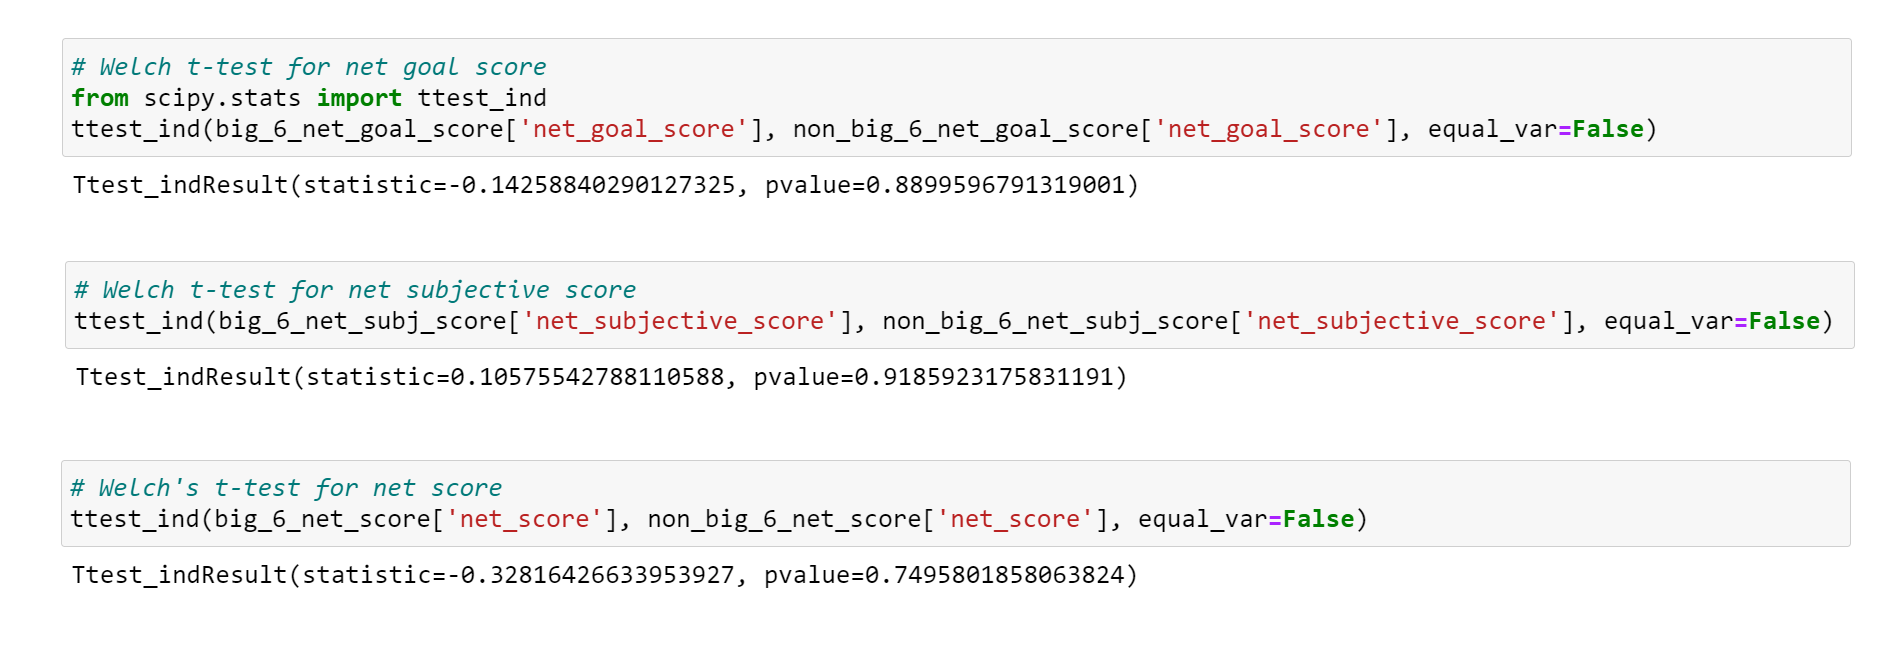 # Welch t-test for net goal score
from scipy.stats import ttest_ind
ttest_ind(big_6_net_goal_score['net_goal_score'], non_big_6_net_goal_score['net_goal_score'], equal_var=False)
Ttest_indResult(statistic=-0.14258840290127325, pvalue=0.8899596791319001)
# Welch t-test for net subjective score
ttest_ind(big_6_net_subj_score['net_subjective_score'], non_big_6_net_subj_score['net_subjective_score'], equal_var=False)
Ttest_indResult(statistic=0.10575542788110588, pvalue=0.9185923175831191)
# Welch's t-test for net score
ttest_ind(big_6_net_score['net_score'], non_big_6_net_score['net_score'], equal_var=False)
Ttest_indResult(statistic=-0.32816426633953927, pvalue=0.7495801858063824)